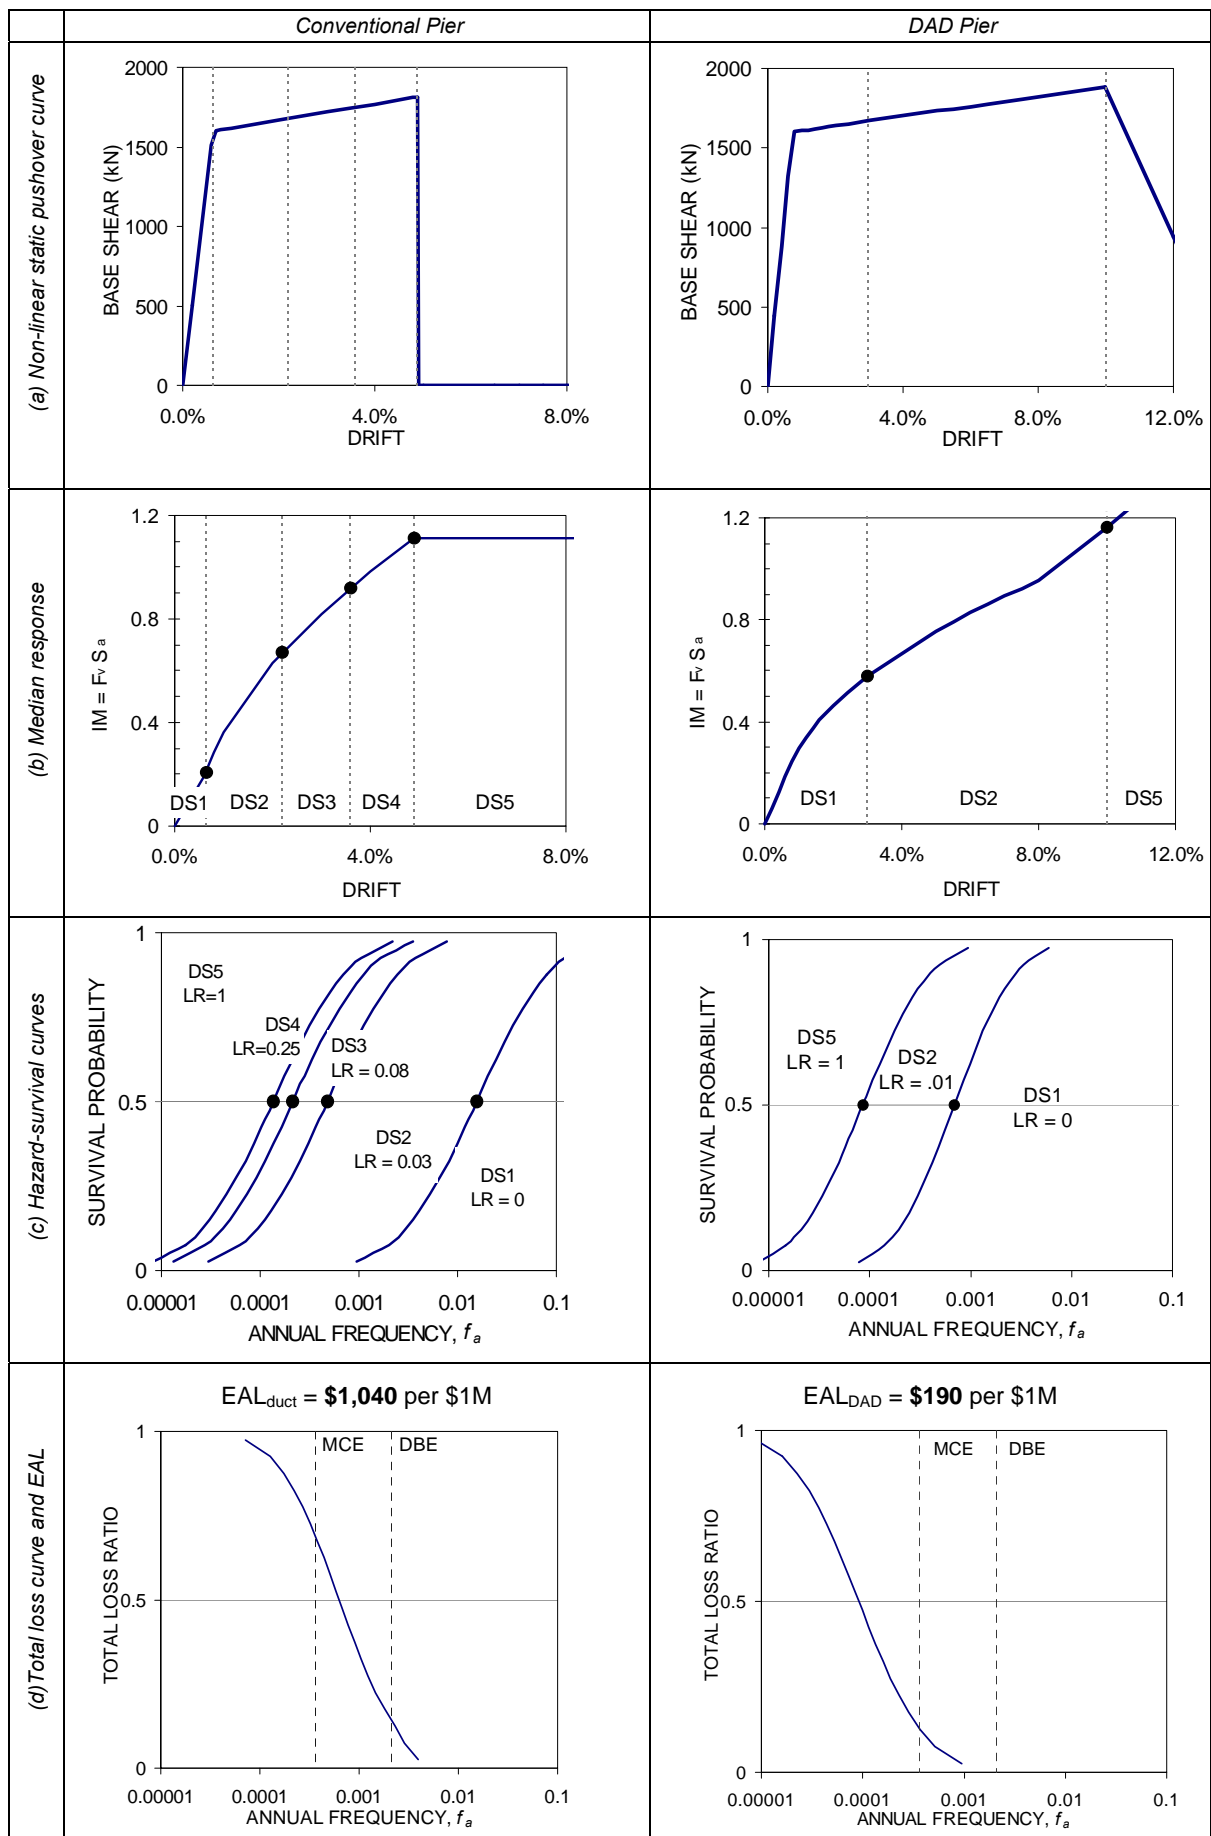 Conventional Pier
DAD Pier
(a) Non-linear static pushover curve
2000
1500
1000
500
0
BASE SHEAR (kN)
0.0%
4.0%
8.0%
DRIFT
2000
1500
1000
500
0
BASE SHEAR (kN)
0.0%
4.0%
8.0%
12.0%
DRIFT
(b) Median response
1.2
0.8
0.4
0
IM = Fv Sa
DS1
DS2
DS3
DS4
DS5
0.0%
4.0%
8.0%
DRIFT
1.2
0.8
0.4
0
IM = Fv Sa
DS1
DS2
DS5
0.0%
4.0%
8.0%
12.0%
DRIFT
(c) Hazard-survival curves
1
0.5
0
SURVIVAL PROBABILITY
DS5
LR=1
DS4
LR=0.25
DS3
LR = 0.08
DS2
LR = 0.03
DS1
LR = 0
0.00001
0.0001
0.001
0.01
0.1
ANNUAL FREQUENCY, fa
1
0.5
0
SURVIVAL PROBABILITY
DS5
LR = 1
DS2
LR = .01
DS1
LR = 0
0.00001
0.0001
0.001
0.01
0.1
ANNUAL FREQUENCY, fa
(d)Total loss curve and EAL
EALduct = $1,040 per $1M
1
0.5
0
TOTAL LOSS RATIO
MCE
DBE
0.00001
0.0001
0.001
0.01
0.1
ANNUAL FREQUENCY, fa
EALDAD = $190 per $1M
1
0.5
0
TOTAL LOSS RATIO
MCE
DBE
0.00001
0.0001
0.001
0.01
0.1
ANNUAL FREQUENCY, fa